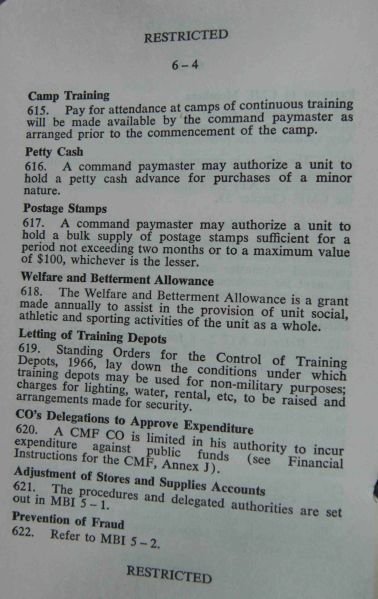 RESTRICTED
6 – 4
Camp Training
615. Pay for attendance at camps of continuous training
will be made available by the command paymaster as
arranged prior to the commencement of the camp.
Petty Cash
616. A command paymaster may authorize a unit to
hold a petty cash advance for purchases of a minor
nature.
Postage Stamps
617. A command paymaster may authorize a unit to
hold a bulk supply of postage stamps sufficient for a
period not exceeding two months or to a maximum value
of $100, whichever is the lesser.
Welfare and Betterment Allowance
618. The Welfare and Betterment Allowance is a grant
made annually to assist in the provision of unit social,
athletic and sporting activities of the unit as a whole.
Letting of Training Depots
619. Standing Orders for the Control of Training
Depots, 1966, lay down the conditions under which
training depots may be used for non-military purposes;
charges for lighting, water, rental, etc, to be raised and
arrangements made for security.
CO's Delegations to Approve Expenditure
620. A CMF CO is limited in his authority to incur
expenditure against public funds (see Financial
Instructions for the CMF, Annex J).
Adjustment of Stores and Supplies Accounts
621. The procedures and delegated authorities are set
out in MBI 5 – 1.
Prevention of Fraud
622. Refer to MBI 5 – 2.
RESTRICTED